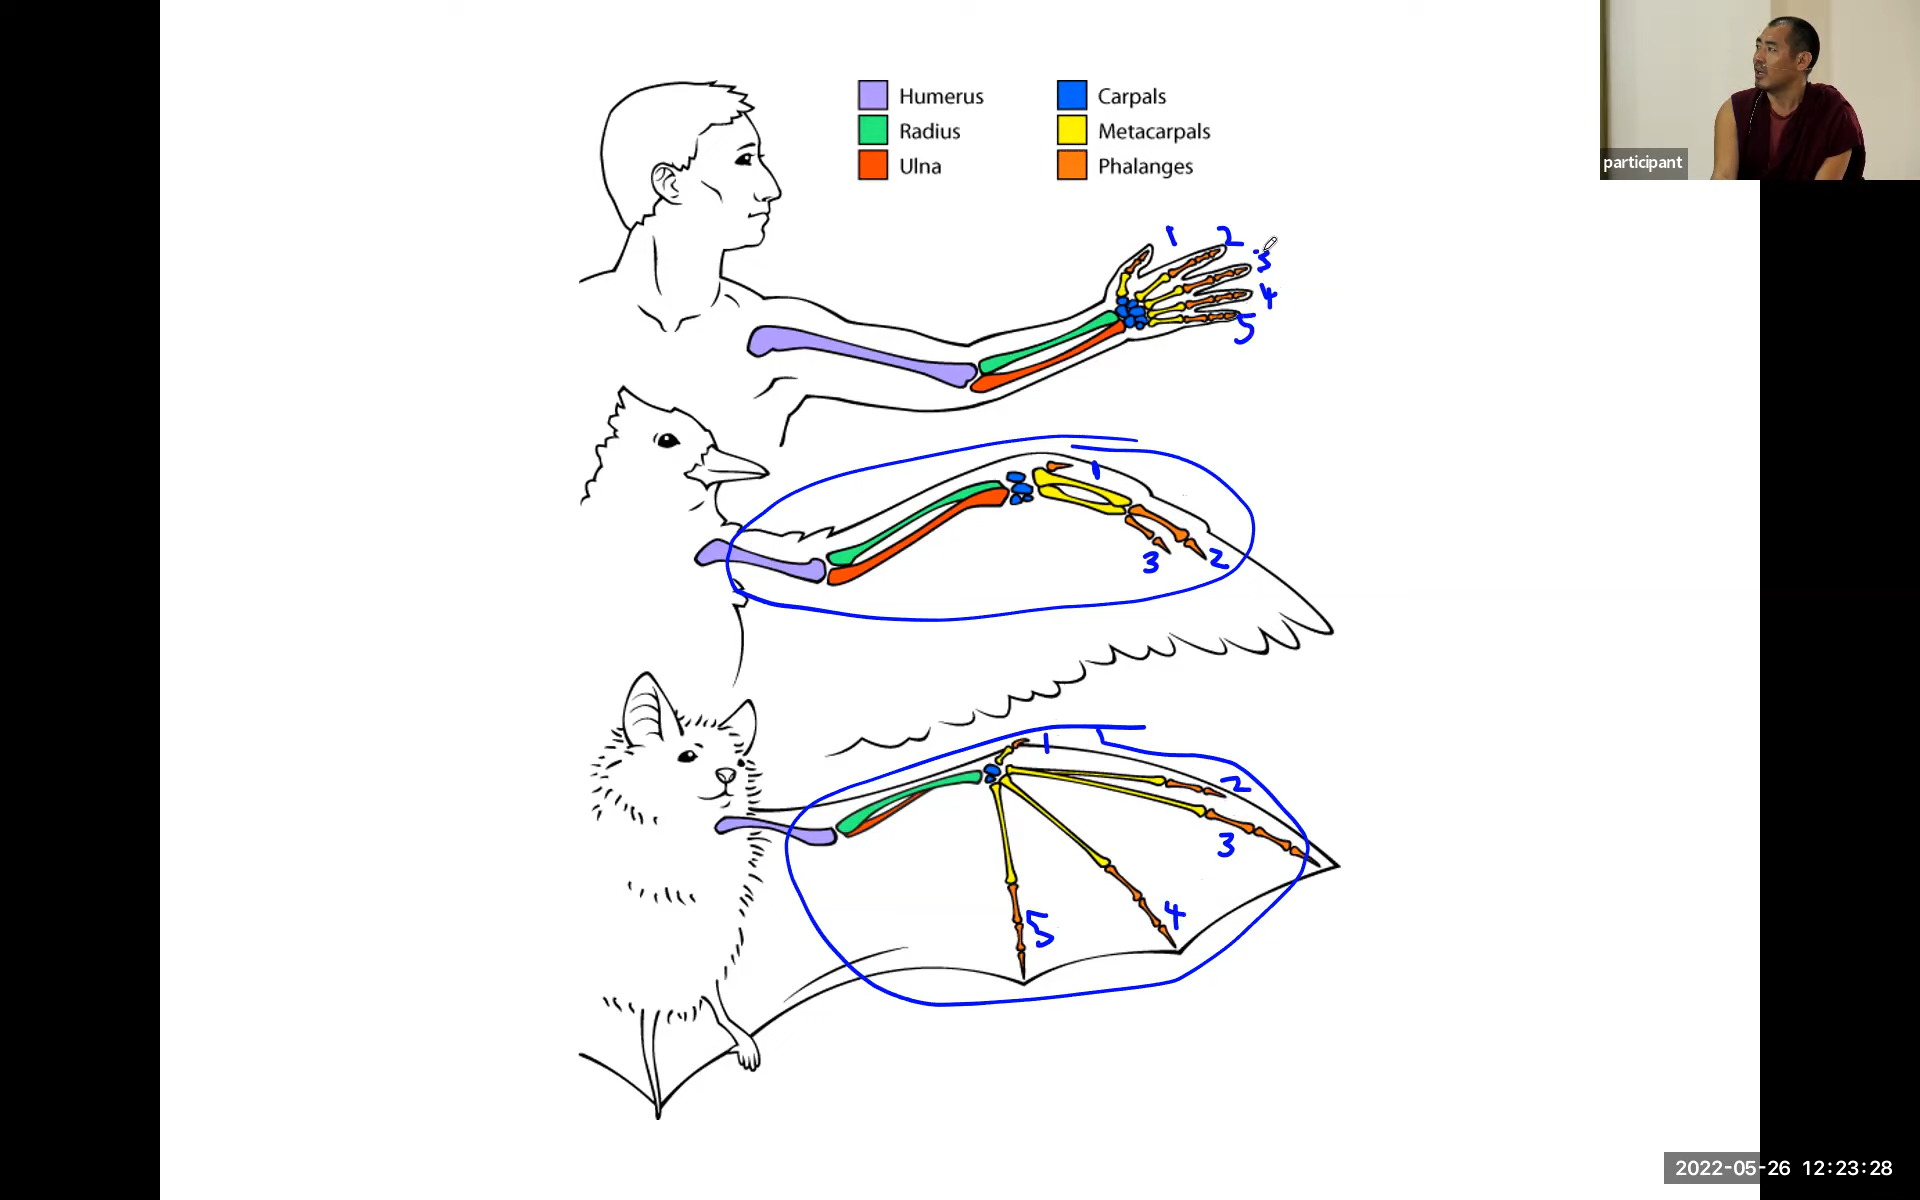 Humerus
Radius
Ulna
Carpals
Metacarpals
Phalanges
participant
1 2
3
4
5
1
3 2
1
2
3
4
5
2022-05-26 12:23:28